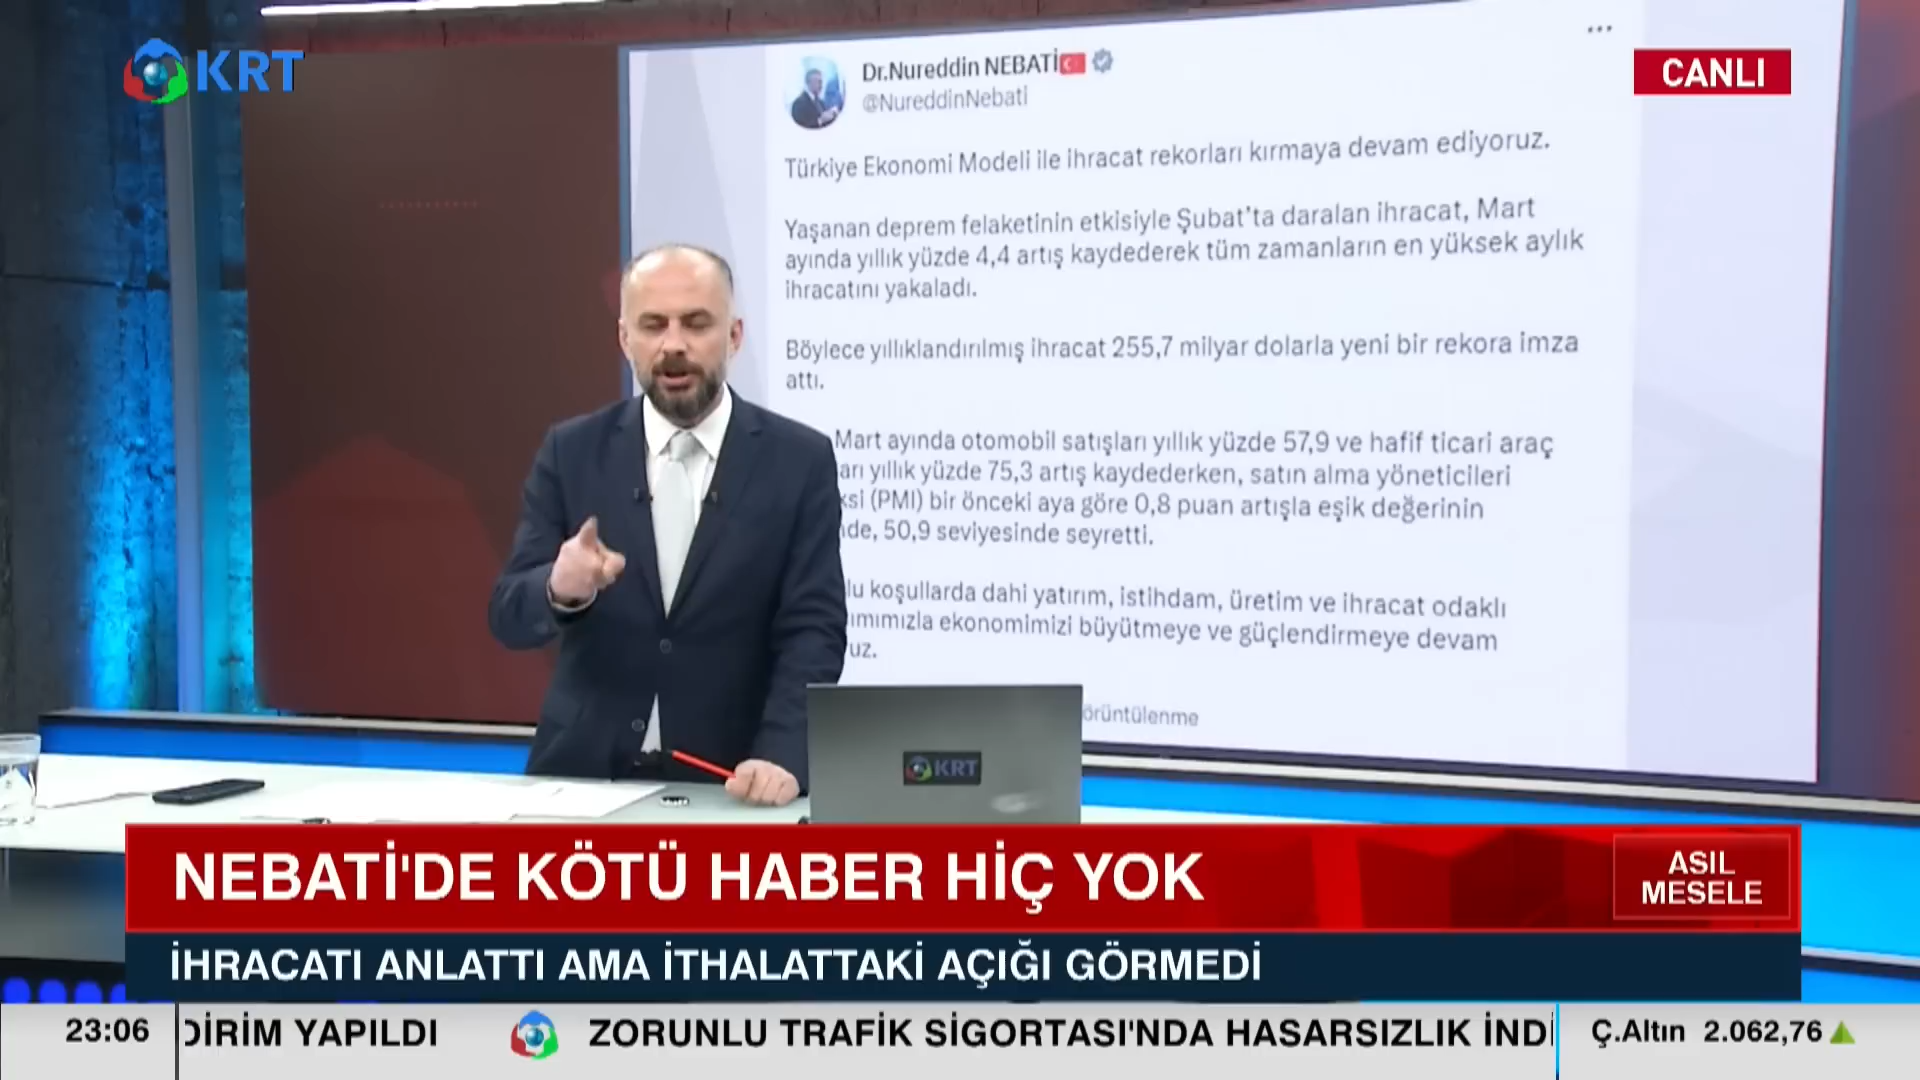 KRT
CANLI
Dr.Nureddin NEBATİ
@NureddinNebati
Türkiye Ekonomi Modeli ile ihracat rekorları kırmaya devam ediyoruz.
Yaşanan deprem felaketinin etkisiyle Şubat'ta daralan ihracat, Mart
ayında yıllık yüzde 4,4 artış kaydederek tüm zamanların en yüksek aylık
ihracatını yakaladı.
Böylece yıllıklandırılmış ihracat 255,7 milyar dolarla yeni bir rekora imza
attı.
Mart ayında otomobil satışları yıllık yüzde 57,9 ve hafif ticari araç
yıllık yüzde 75,3 artış kaydederken, satın alma yöneticileri
(PMI) bir önceki aya göre 0,8 puan artışla eşik değerinin
50,9 seviyesinde seyretti.
koşullarda dahi yatırım, istihdam, üretim ve ihracat odaklı
ekonomimizi büyütmeye ve güçlendirmeye devam
KRT
NEBATİ'DE KÖTÜ HABER HİÇ YOK
ASIL
MESELE
İHRACATI ANLATTI AMA İTHALATTAKİ AÇIĞI GÖRMEDİ
23:06
DİRİM YAPILDI
ZORUNLU TRAFİK SİGORTASI'NDA HASARSIZLIK İNDİ
Ç.Altın 2.062,76